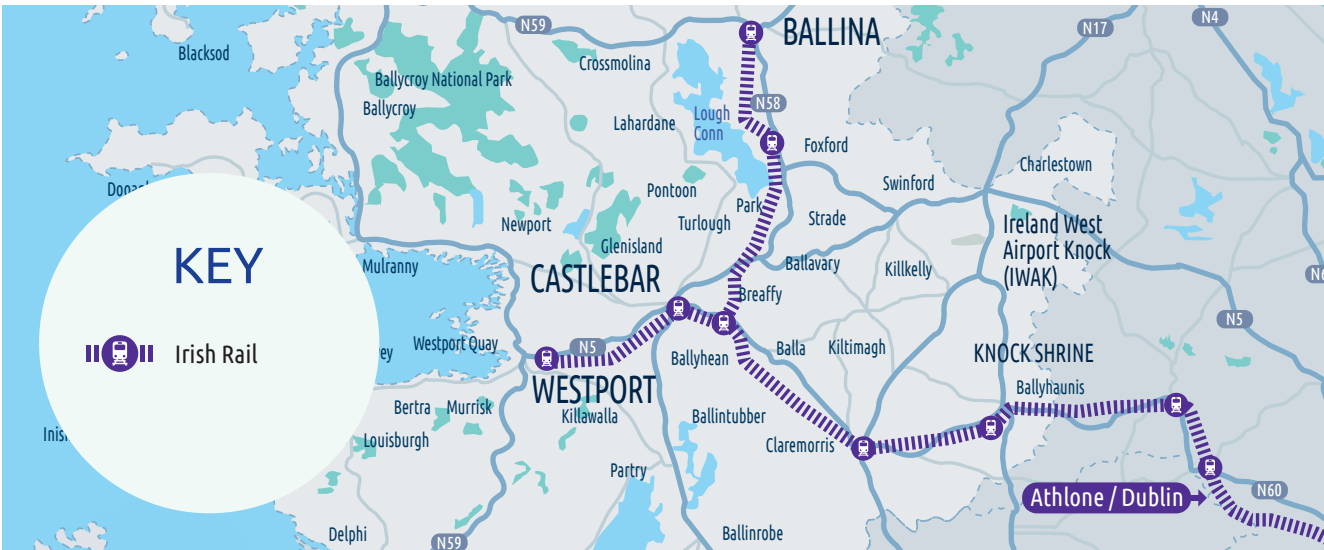 N59
BALLINA
N17
N4
Blacksod
Crossmolina
Ballycroy National Park
Ballycroy
N58
Lough
Conn
Lahardane
Foxford
Charlestown
Swinford
Pontoon
Park
Newport
Turlough
Strade
Ireland West
Airport Knock
(IWAK)
Glenisland
KEY
Mulranny
CASTLEBAR
Ballavary
Killkelly
Breaffy
N5
Irish Rail
Westport Quay
N5
Ballyhean
Balla
Kiltimagh
KNOCK SHRINE
WESTPORT
Ballyhaunis
Bertra
Murrisk
Killawalla
Ballintubber
Louisburgh
Claremorris
Partry
Athlone / Dublin
N60
Delphi
N59
Ballinrobe